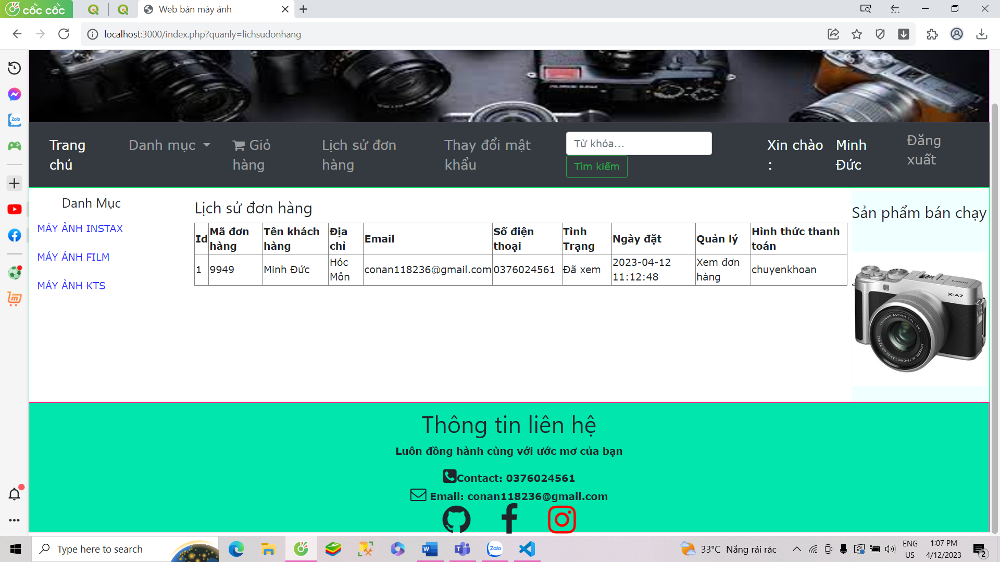 cốc cốc
Web bán máy ảnh
localhost:3000/index.php?quanly=lichsudonhang
Zalo
Trang chủ
Danh mục
Giỏ hàng
Lịch sử đơn hàng
Thay đổi mật khẩu
Từ khóa...
Tìm kiếm
Xin chào :
Minh Đức
Đăng xuất
Danh Mục
MÁY ẢNH INSTAX
MÁY ẢNH FILM
MÁY ẢNH KTS
Lịch sử đơn hàng
Id Mã đơn hàng Tên khách hàng Địa chỉ Email Số điện thoại Tình Trạng Ngày đặt Quản lý Hình thức thanh toán
1 9949 Minh Đức Hóc Môn conan118236@gmail.com 0376024561 Đã xem 2023-04-12 11:12:48 Xem đơn hàng chuyenkhoan
Sản phẩm bán chạy
X-A7
Thông tin liên hệ
Luôn đồng hành cùng với ước mơ của bạn
Contact: 0376024561
Email: conan118236@gmail.com
Type here to search
Zalo
33°C Nắng rải rác
ENG
US
1:07 PM
4/12/2023
2